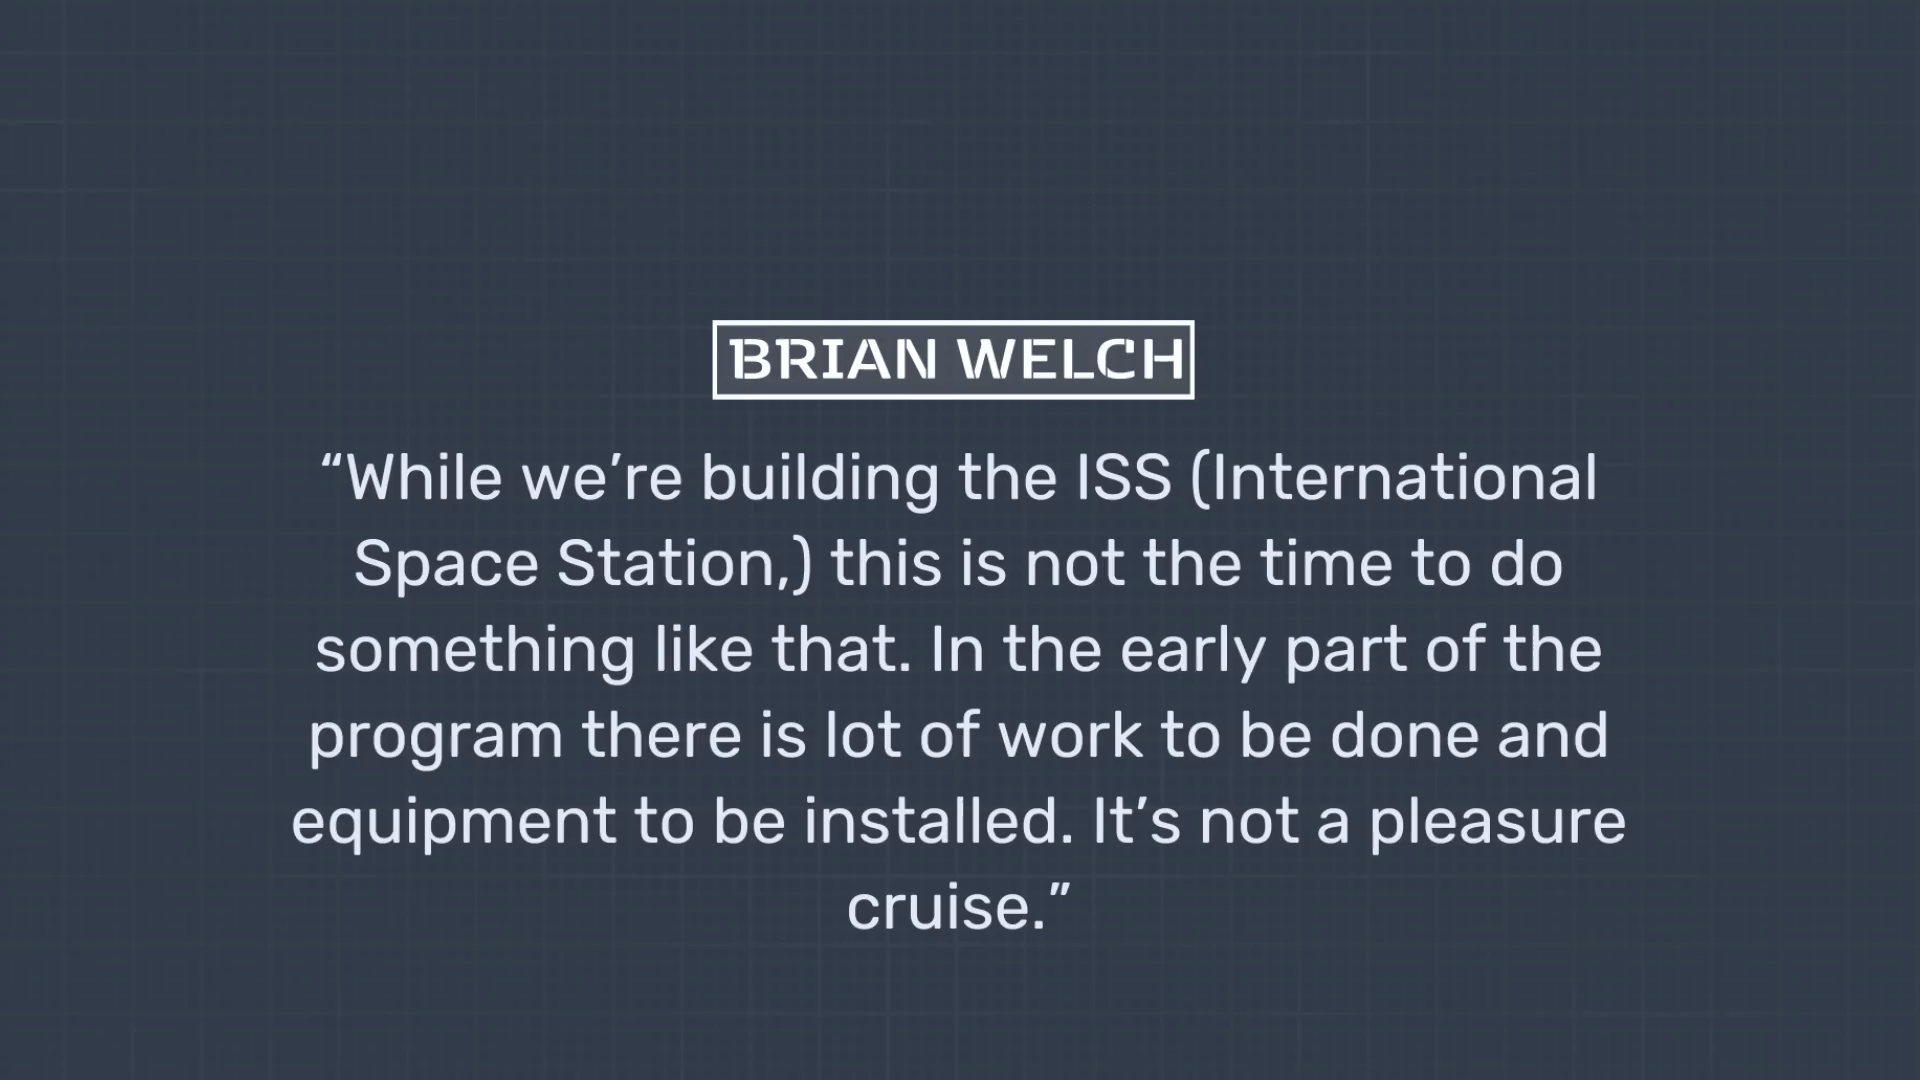 BRIAN WELCH
“While we’re building the ISS (International
Space Station,) this is not the time to do
something like that. In the early part of the
program there is lot of work to be done and
equipment to be installed. It’s not a pleasure
cruise.”